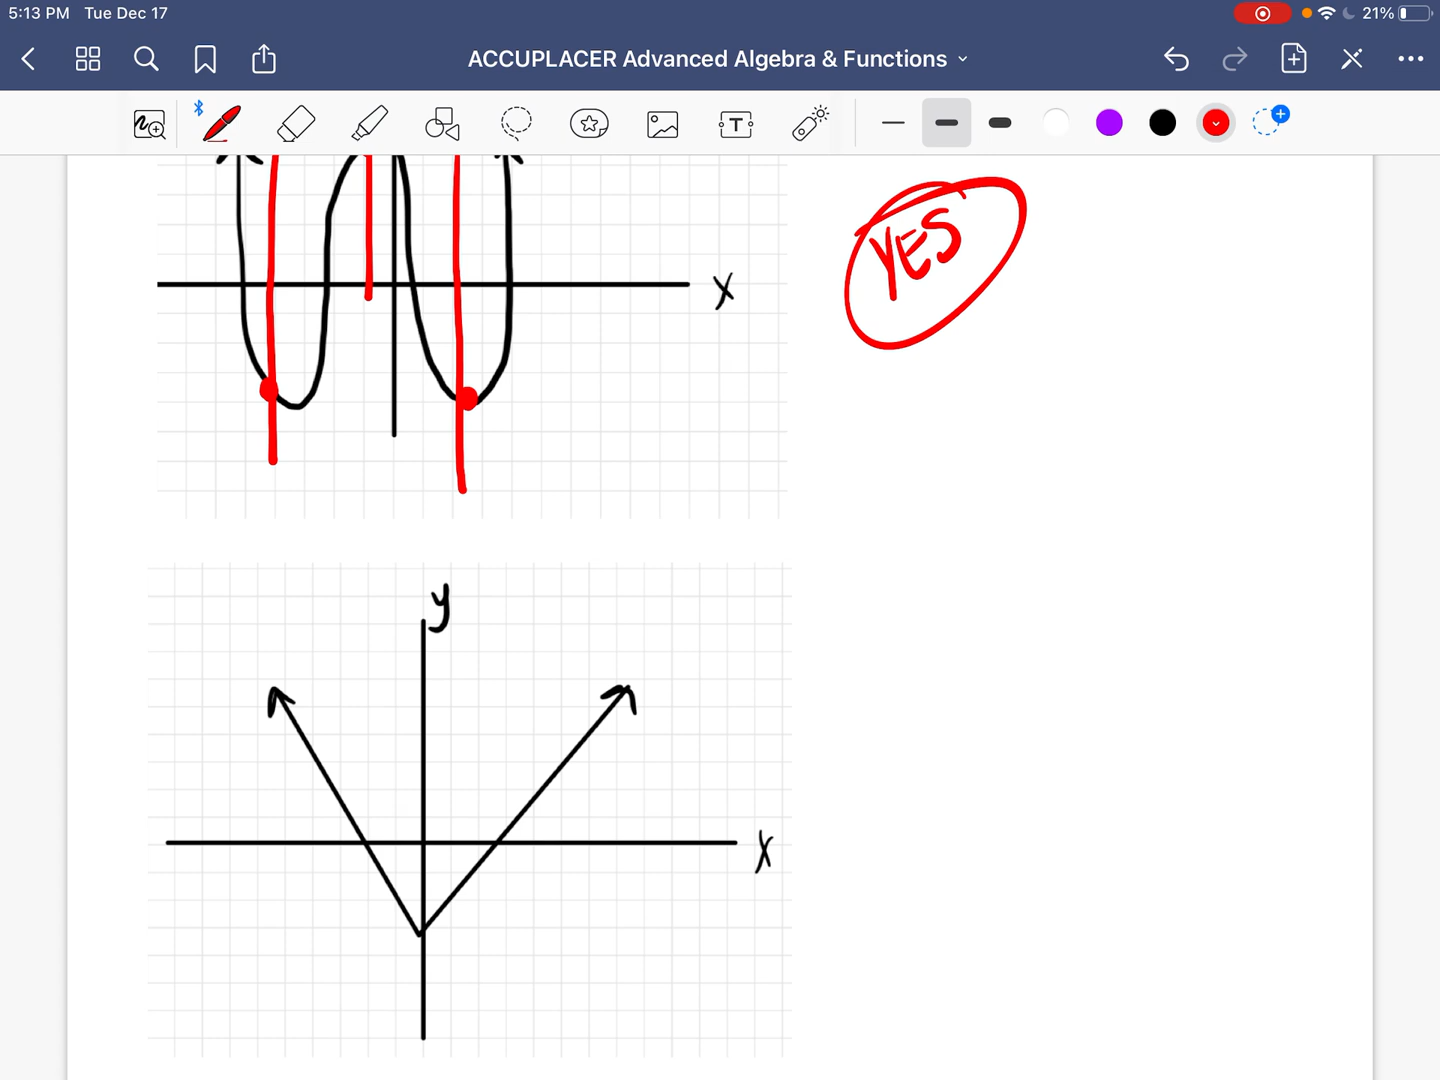 5:13 PM Tue Dec 17
21%
ACCUPLACER Advanced Algebra & Functions
T
YES
x
y
x